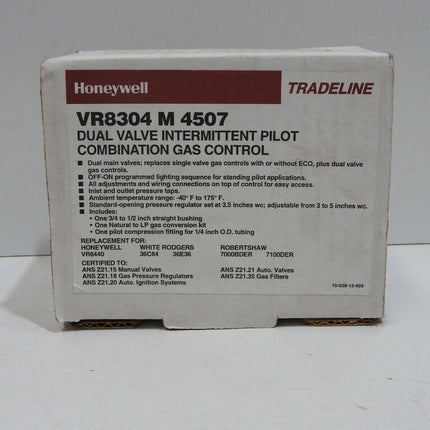 Honeywell
TRADELINE
VR8304 M 4507
DUAL VALVE INTERMITTENT PILOT
COMBINATION GAS CONTROL
• Dual main valves; replaces single valve gas controls with or without ECO, plus dual valve
gas controls.
• OFF-ON programmed lighting sequence for standing pilot applications.
• All adjustments and wiring connections on top of control for easy access.
• Inlet and outlet pressure taps.
• Ambient temperature range: -40° F to 175° F.
• Standard-opening pressure regulator set at 3.5 inches wc; adjustable from 3 to 5 inches wc.
• Includes:
• One 3/4 to 1/2 inch straight bushing
• One Natural to LP gas conversion kit
• One pilot compression fitting for 1/4 inch O.D. tubing
REPLACEMENT FOR:
HONEYWELL WHITE RODGERS ROBERTSHAW
VR8440 36C84 36E36 7000BDER 7100DER
CERTIFIED TO:
ANS Z21.15 Manual Valves ANS Z21.21 Auto. Valves
ANS Z21.18 Gas Pressure Regulators ANS Z21.35 Gas Filters
ANS Z21.20 Auto. Ignition Systems
10-038-13-909